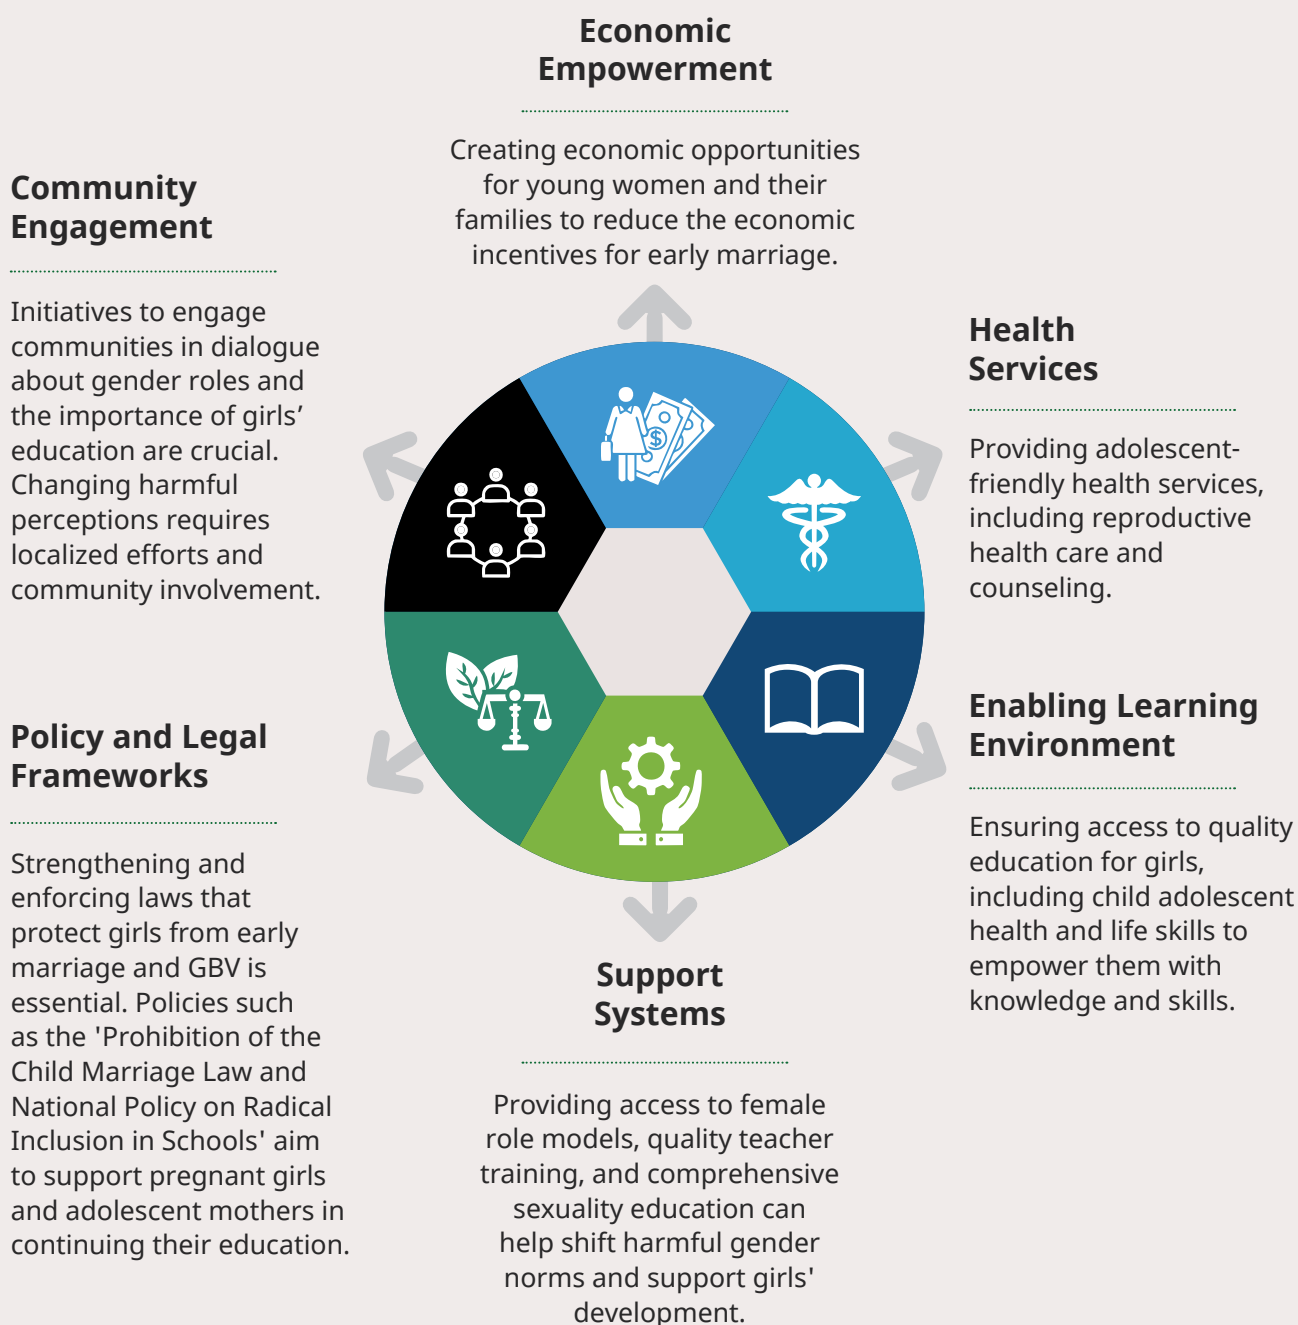 Economic
Empowerment
Creating economic opportunities
for young women and their
families to reduce the economic
incentives for early marriage.
Community
Engagement
Initiatives to engage
communities in dialogue
about gender roles and
the importance of girls’
education are crucial.
Changing harmful
perceptions requires
localized efforts and
community involvement.
Health
Services
Providing adolescent-
friendly health services,
including reproductive
health care and
counseling.
Policy and Legal
Frameworks
Strengthening and
enforcing laws that
protect girls from early
marriage and GBV is
essential. Policies such
as the 'Prohibition of the
Child Marriage Law and
National Policy on Radical
Inclusion in Schools' aim
to support pregnant girls
and adolescent mothers in
continuing their education.
Enabling Learning
Environment
Ensuring access to quality
education for girls,
including child adolescent
health and life skills to
empower them with
knowledge and skills.
Support
Systems
Providing access to female
role models, quality teacher
training, and comprehensive
sexuality education can
help shift harmful gender
norms and support girls'
development.
$